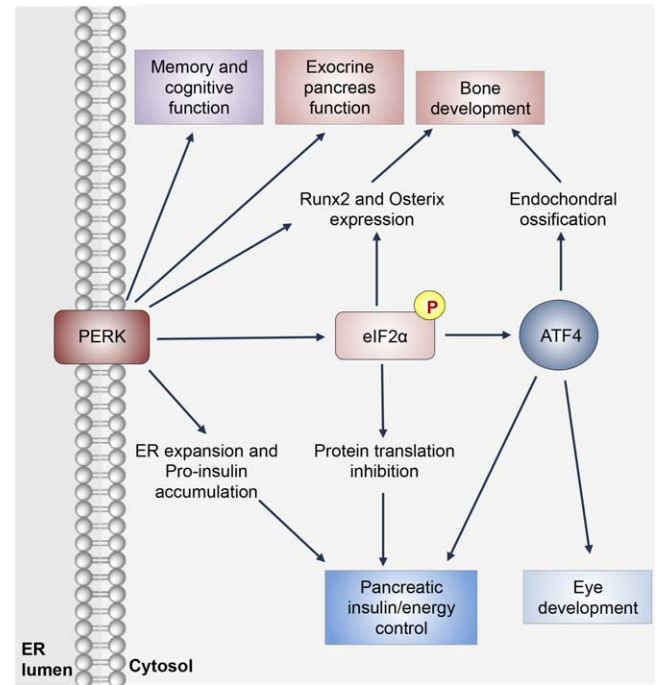 Memory and
cognitive
function
Exocrine
pancreas
function
Bone
development
Runx2 and Osterix
expression
Endochondral
ossification
PERK
eIF2α
P
ATF4
ER expansion and
Pro-insulin
accumulation
Protein translation
inhibition
Pancreatic
insulin/energy
control
Eye
development
ER
lumen
Cytosol